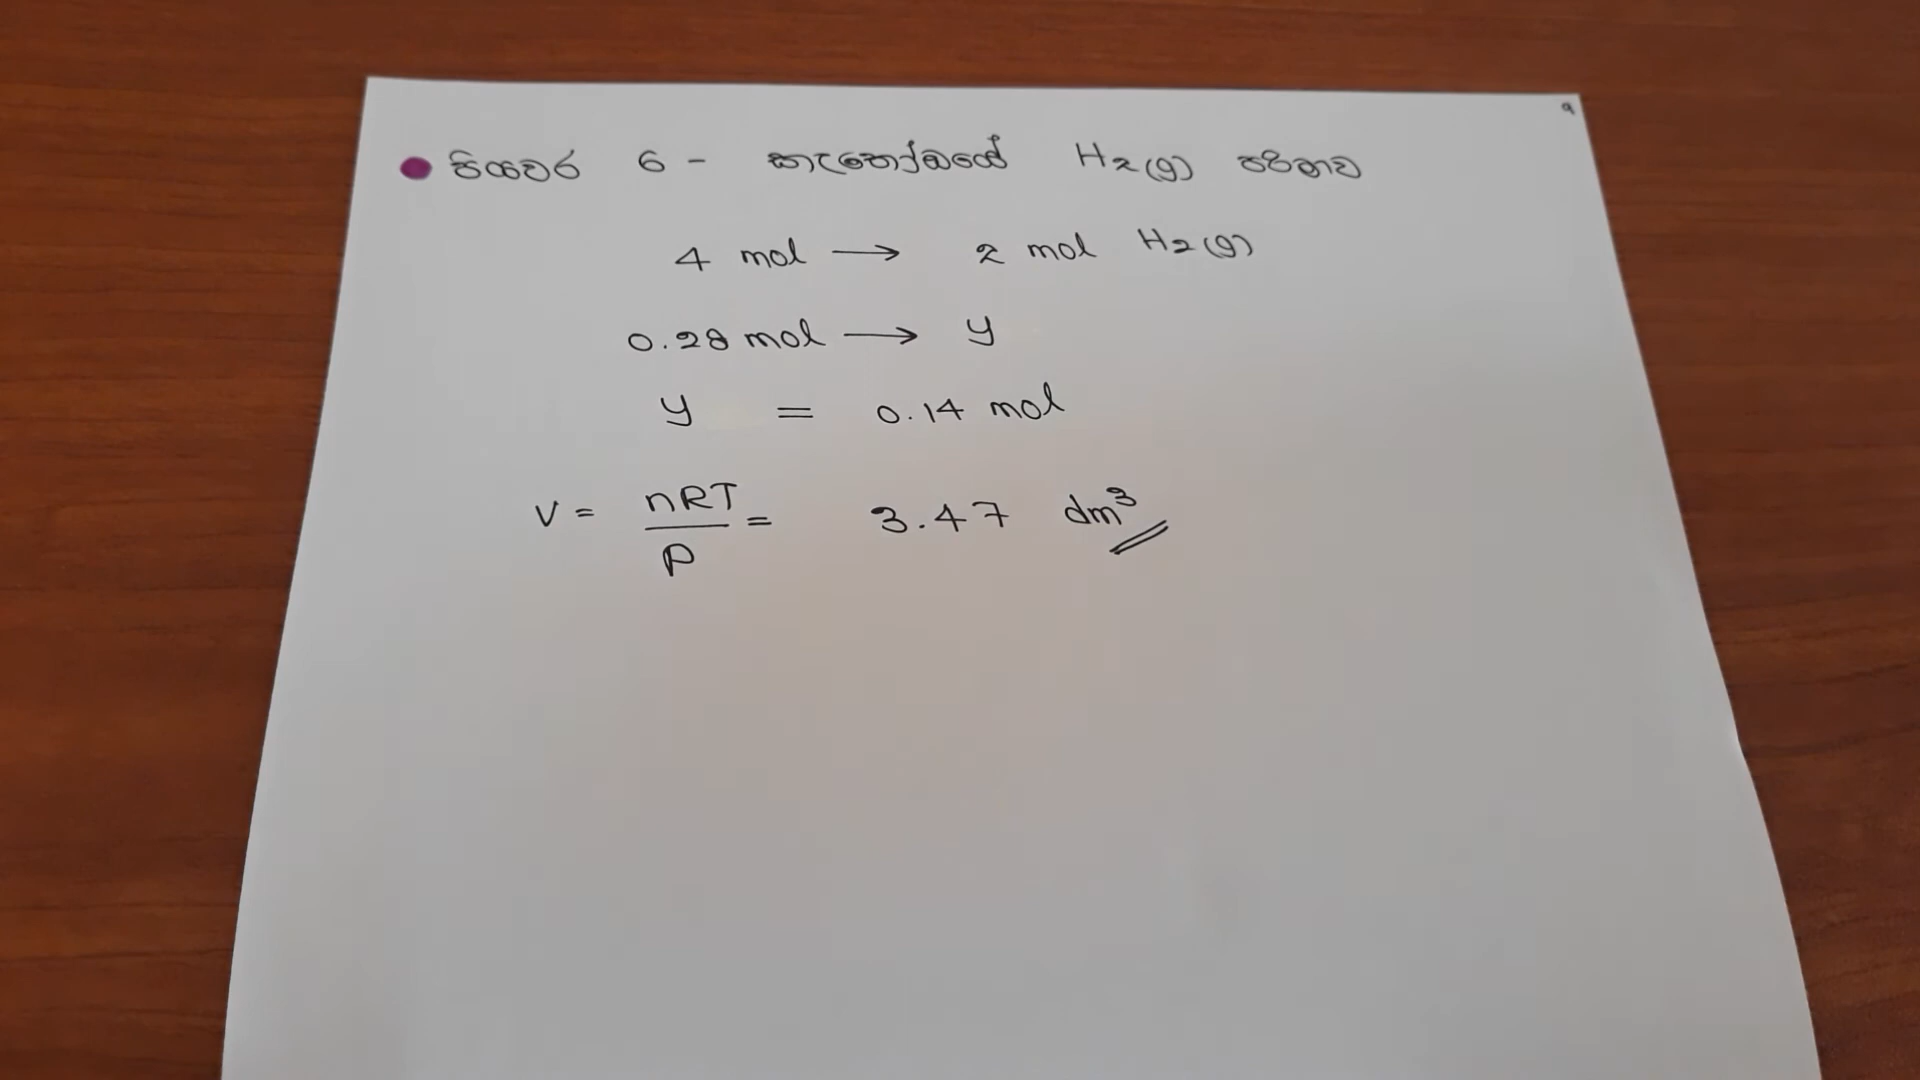 9
පියවර 6 - කැතෝඩයේ H2(g) පරිමාව
4 mol → 2 mol H2(g)
0.28 mol → y
y = 0.14 mol
V = nRT/P = 3.47 dm³